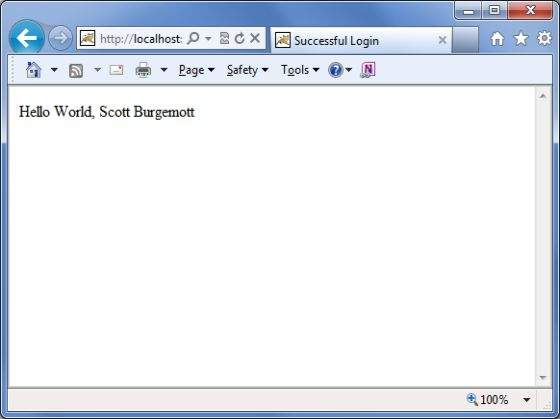 http://localhost:
Successful Login
Page Safety Tools
Hello World, Scott Burgemott
100%